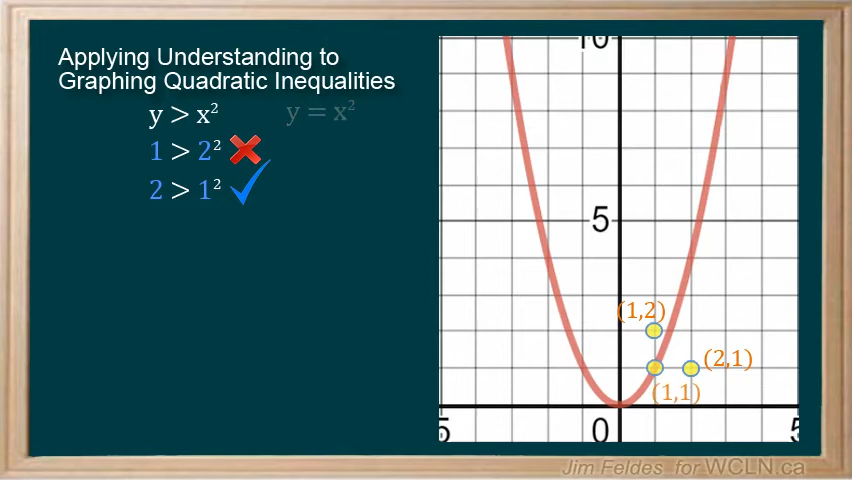 Applying Understanding to
Graphing Quadratic Inequalities
y > x²
y = x²
1 > 2²
2 > 1²
10
5
(1,2)
(2,1)
(1,1)
5
0
5
Jim Feldes for WCLN.ca